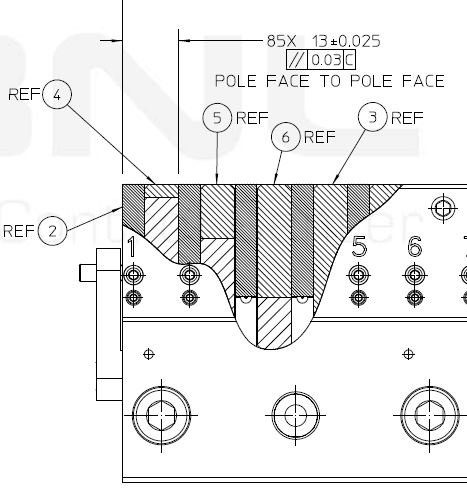 85X 13±0.025
// 0.03 C
POLE FACE TO POLE FACE
REF 4
5 REF
3 REF
6 REF
REF 2
1 5 6